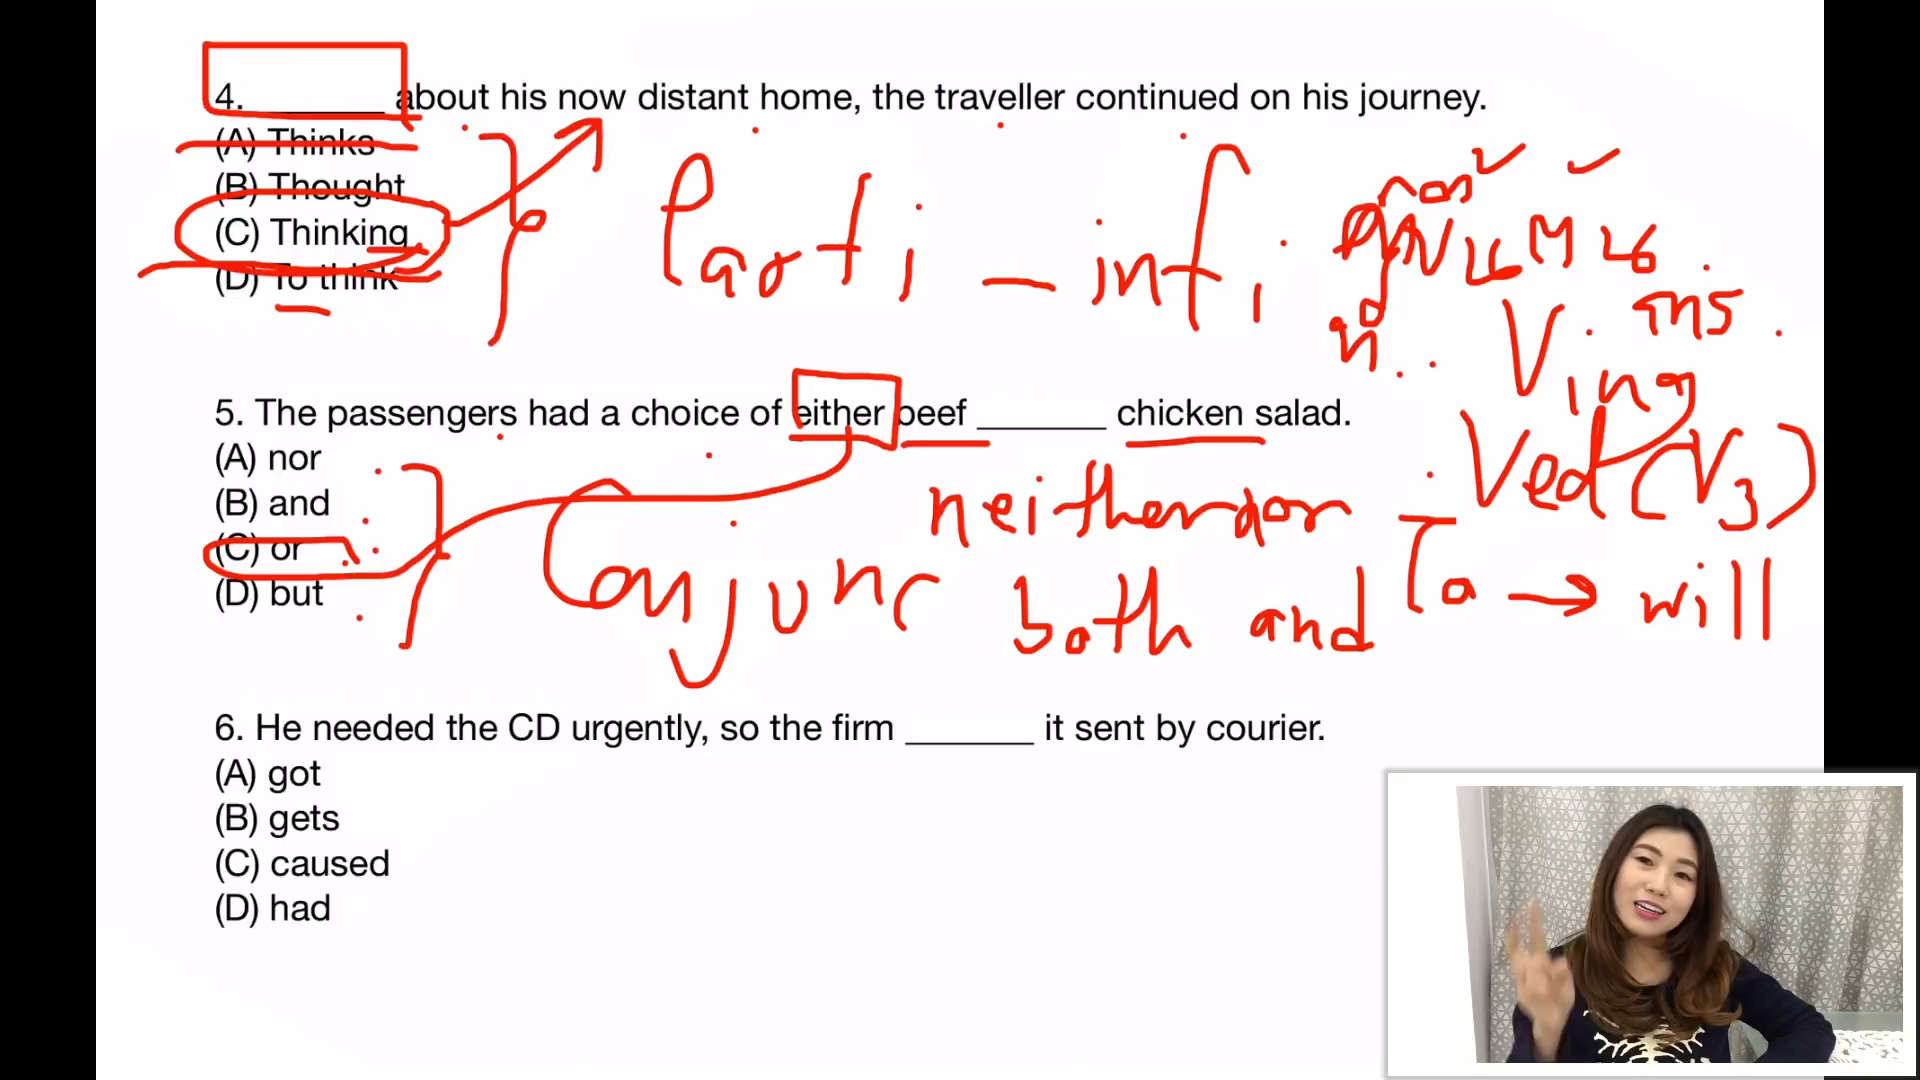 4. _______ about his now distant home, the traveller continued on his journey.
(A) Thinks
(B) Thought
(C) Thinking
(D) To think
Parti - infi
V ing
Ved (V3)
To → will
5. The passengers had a choice of either beef _______ chicken salad.
(A) nor
(B) and
(C) or
(D) but
neither nor
Conjunc
both and
6. He needed the CD urgently, so the firm _______ it sent by courier.
(A) got
(B) gets
(C) caused
(D) had